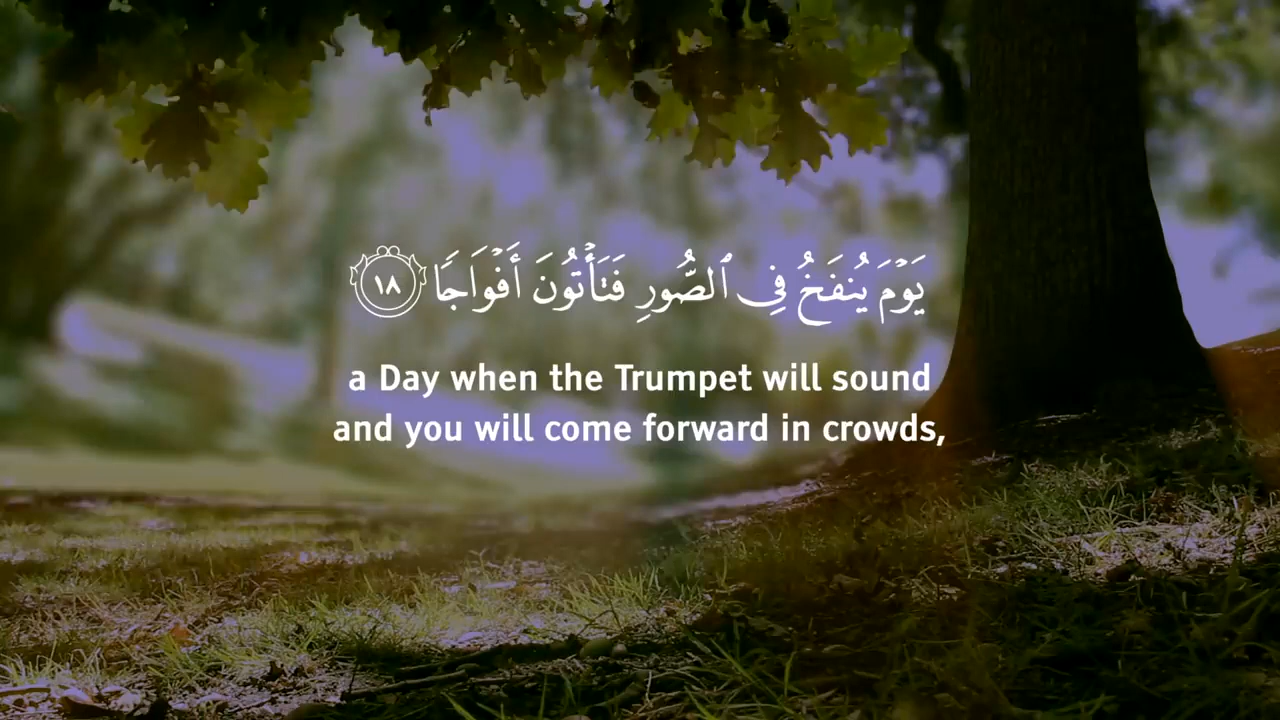 يَوْمَ يُنفَخُ فِى ٱلصُّورِ فَتَأْتُونَ أَفْوَاجًا ١٨
a Day when the Trumpet will sound
and you will come forward in crowds,